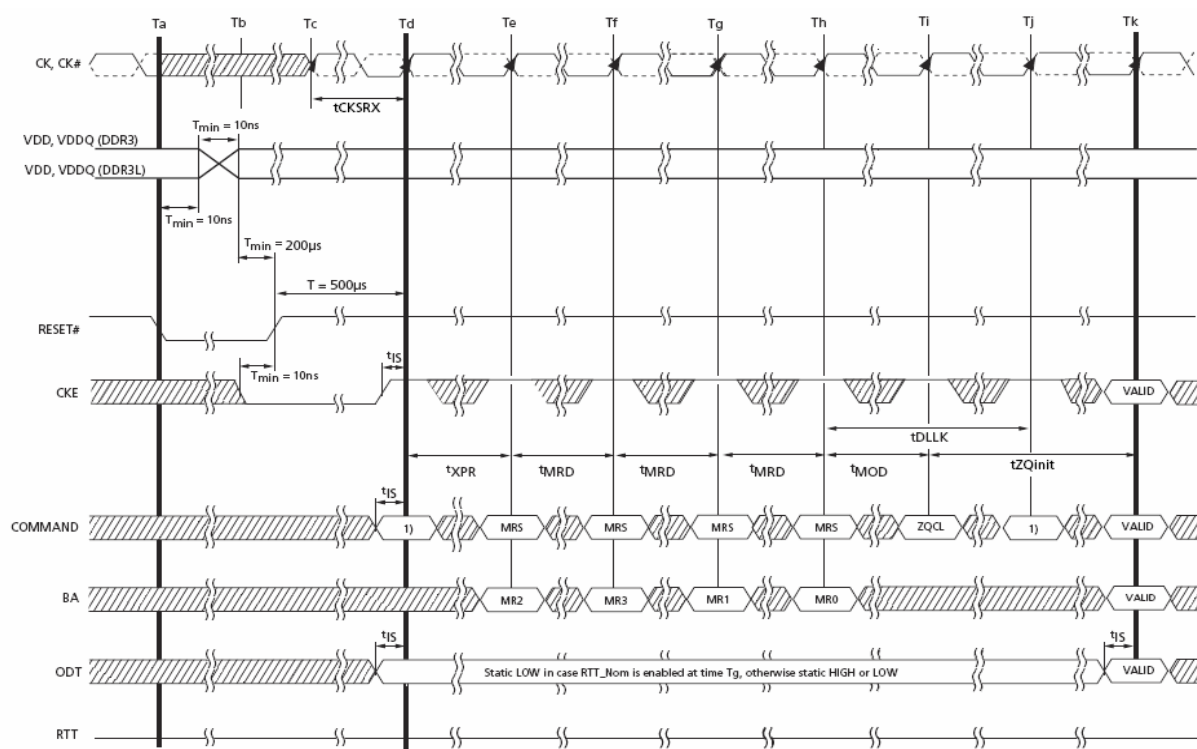 Ta Tb Tc Td Te Tf Tg Th Ti Tj Tk
CK, CK#
tCKSRX
Tmin = 10ns
VDD, VDDQ (DDR3)
VDD, VDDQ (DDR3L)
Tmin = 10ns
Tmin = 200µs
T = 500µs
RESET#
tIS
Tmin = 10ns
CKE
VALID
tDLLK
tXPR tMRD tMRD tMRD tMOD tZQinit
tIS
COMMAND 1) MRS MRS MRS MRS ZQCL 1) VALID
BA MR2 MR3 MR1 MR0 VALID
tIS tIS
ODT Static LOW in case RTT_Nom is enabled at time Tg, otherwise static HIGH or LOW VALID
RTT